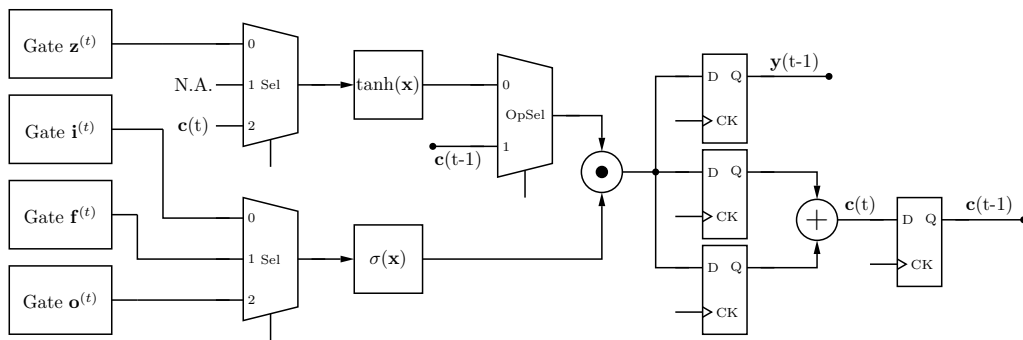 Gate z^(t)
Gate i^(t)
Gate f^(t)
Gate o^(t)
N.A.
c(t)
0
1 Sel
2
0
1 Sel
2
tanh(x)
σ(x)
c(t-1)
0
OpSel
1
D Q
CK
y(t-1)
D Q
CK
D Q
CK
c(t)
D Q
CK
c(t-1)